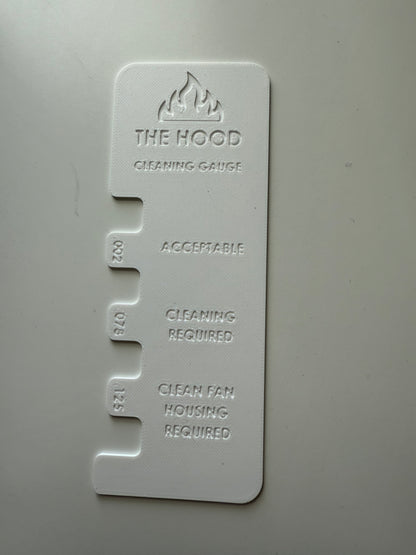 THE HOOD
CLEANING GAUGE
.002
ACCEPTABLE
.078
CLEANING
REQUIRED
.125
CLEAN FAN
HOUSING
REQUIRED